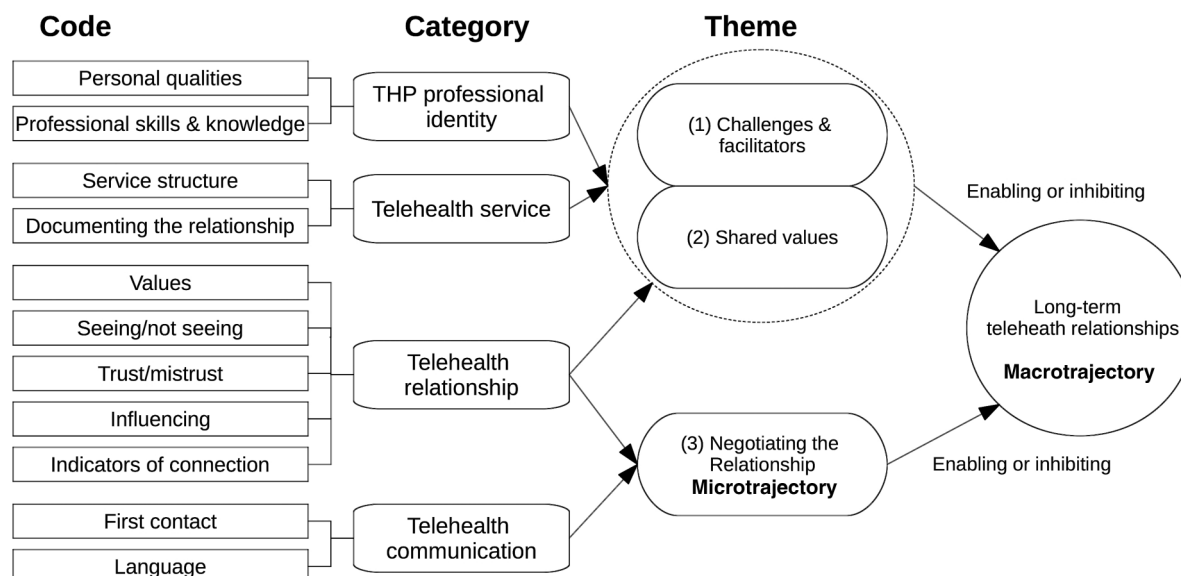 Code
Category
Theme
Personal qualities
Professional skills & knowledge
Service structure
Documenting the relationship
Values
Seeing/not seeing
Trust/mistrust
Influencing
Indicators of connection
First contact
Language
THP professional
identity
Telehealth service
Telehealth
relationship
Telehealth
communication
(1) Challenges &
facilitators
(2) Shared values
(3) Negotiating the
Relationship
Microtrajectory
Enabling or inhibiting
Enabling or inhibiting
Long-term
teleheath relationships
Macrotrajectory